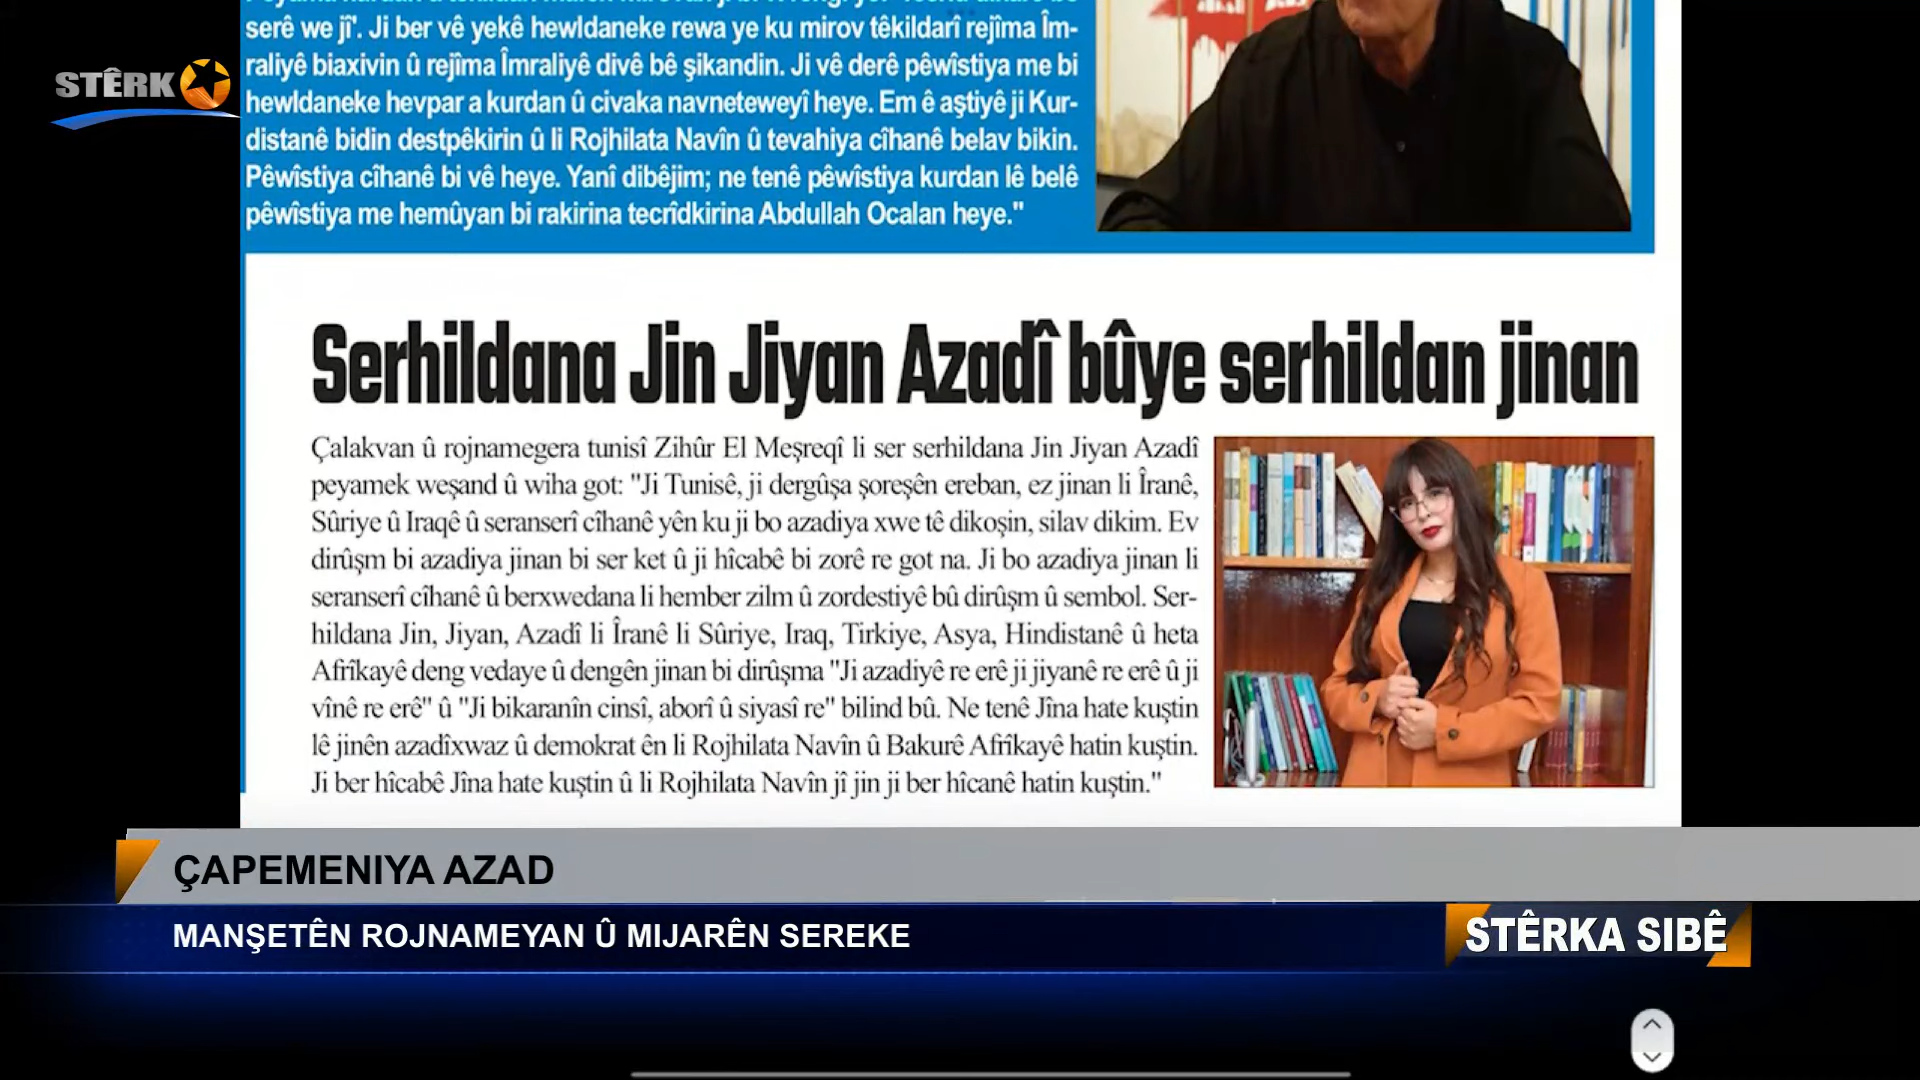 serê we jî'. Ji ber vê yekê hewldaneke rewa ye ku mirov têkildarî rejîma Îm-
raliyê biaxivin û rejîma Îmraliyê divê bê şikandin. Ji vê derê pêwîstiya me bi
hewldaneke hevpar a kurdan û civaka navneteweyî heye. Em ê aştiyê ji Kur-
distanê bidin destpêkirin û li Rojhilata Navîn û tevahiya cîhanê belav bikin.
Pêwîstiya cîhanê bi vê heye. Yanî dibêjim; ne tenê pêwîstiya kurdan lê belê
pêwîstiya me hemûyan bi rakirina tecrîdkirina Abdullah Ocalan heye."
STÊRK
Serhildana Jin Jiyan Azadî bûye serhildan jinan
Çalakvan û rojnamegera tunisî Zihûr El Meşreqî li ser serhildana Jin Jiyan Azadî
peyamek weşand û wiha got: "Ji Tunisê, ji dergûşa şoreşên ereban, ez jinan li Îranê,
Sûriye û Iraqê û seranserî cîhanê yên ku ji bo azadiya xwe tê dikoşin, silav dikim. Ev
dirûşm bi azadiya jinan bi ser ket û ji hîcabê bi zorê re got na. Ji bo azadiya jinan li
seranserî cîhanê û berxwedana li hember zilm û zordestiyê bû dirûşm û sembol. Ser-
hildana Jin, Jiyan, Azadî li Îranê li Sûriye, Iraq, Tirkiye, Asya, Hindistanê û heta
Afrîkayê deng vedaye û dengên jinan bi dirûşma "Ji azadiyê re erê ji jiyanê re erê û ji
vînê re erê" û "Ji bikaranîn cinsî, aborî û siyasî re" bilind bû. Ne tenê Jîna hate kuştin
lê jinên azadîxwaz û demokrat ên li Rojhilata Navîn û Bakurê Afrîkayê hatin kuştin.
Ji ber hîcabê Jîna hate kuştin û li Rojhilata Navîn jî jin ji ber hîcanê hatin kuştin."
ÇAPEMENIYA AZAD
MANŞETÊN ROJNAMEYAN Û MIJARÊN SEREKE
STÊRKA SIBÊ